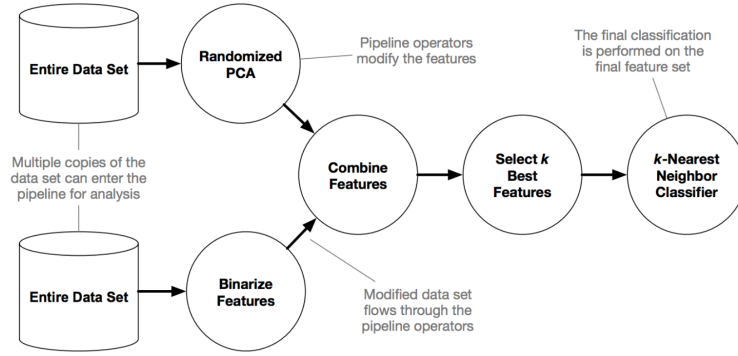 Entire Data Set
Randomized
PCA
Pipeline operators
modify the features
The final classification
is performed on the
final feature set
Multiple copies of the
data set can enter the
pipeline for analysis
Combine
Features
Select k
Best
Features
k-Nearest
Neighbor
Classifier
Entire Data Set
Binarize
Features
Modified data set
flows through the
pipeline operators